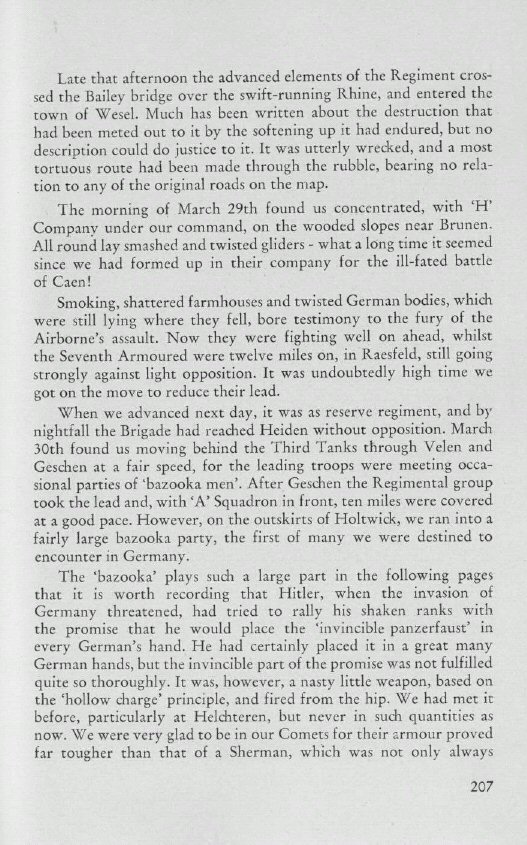 Late that afternoon the advanced elements of the Regiment cros-
sed the Bailey bridge over the swift-running Rhine, and entered the
town of Wesel. Much has been written about the destruction that
had been meted out to it by the softening up it had endured, but no
description could do justice to it. It was utterly wrecked, and a most
tortuous route had been made through the rubble, bearing no rela-
tion to any of the original roads on the map.
The morning of March 29th found us concentrated, with ‘H’
Company under our command, on the wooded slopes near Brunen.
All round lay smashed and twisted gliders - what a long time it seemed
since we had formed up in their company for the ill-fated battle
of Caen!
Smoking, shattered farmhouses and twisted German bodies, which
were still lying where they fell, bore testimony to the fury of the
Airborne’s assault. Now they were fighting well on ahead, whilst
the Seventh Armoured were twelve miles on, in Raesfeld, still going
strongly against light opposition. It was undoubtedly high time we
got on the move to reduce their lead.
When we advanced next day, it was as reserve regiment, and by
nightfall the Brigade had reached Heiden without opposition. March
30th found us moving behind the Third Tanks through Velen and
Geschen at a fair speed, for the leading troops were meeting occa-
sional parties of ‘bazooka men’. After Geschen the Regimental group
took the lead and, with ‘A’ Squadron in front, ten miles were covered
at a good pace. However, on the outskirts of Holtwick, we ran into a
fairly large bazooka party, the first of many we were destined to
encounter in Germany.
The ‘bazooka’ plays such a large part in the following pages
that it is worth recording that Hitler, when the invasion of
Germany threatened, had tried to rally his shaken ranks with
the promise that he would place the ‘invincible panzerfaust’ in
every German’s hand. He had certainly placed it in a great many
German hands, but the invincible part of the promise was not fulfilled
quite so thoroughly. It was, however, a nasty little weapon, based on
the ‘hollow charge’ principle, and fired from the hip. We had met it
before, particularly at Helchteren, but never in such quantities as
now. We were very glad to be in our Comets for their armour proved
far tougher than that of a Sherman, which was not only always
207